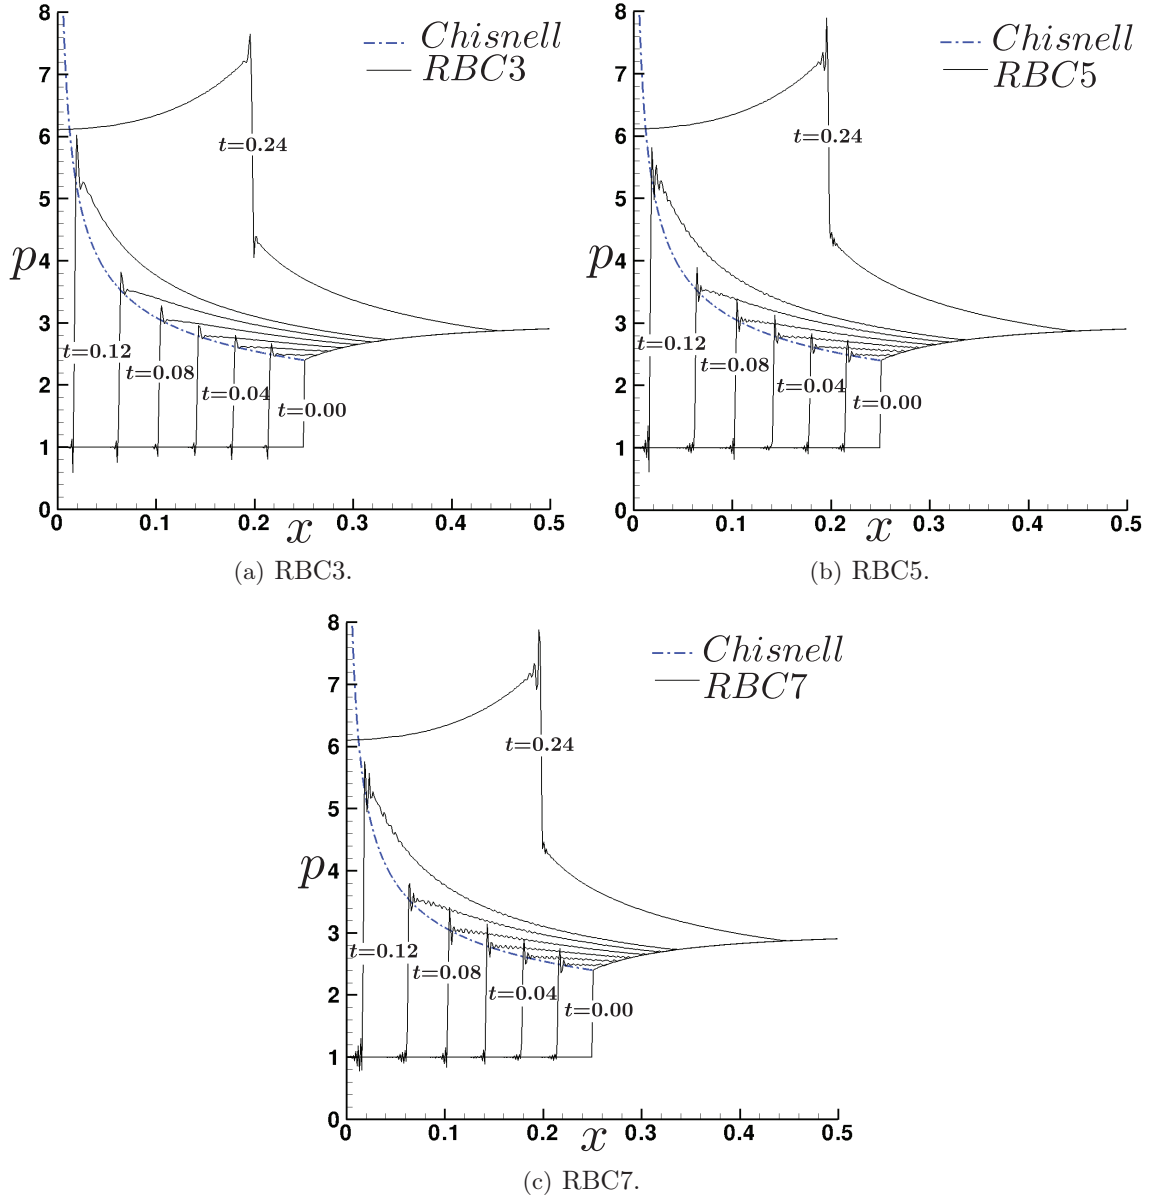 8
7
6
5
4
3
2
1
0
p
Chisnell
RBC3
t=0.24
t=0.12
t=0.08
t=0.04
t=0.00
0 0.1 0.2 0.3 0.4 0.5
x
(a) RBC3.
8
7
6
5
4
3
2
1
0
p
Chisnell
RBC5
t=0.24
t=0.12
t=0.08
t=0.04
t=0.00
0 0.1 0.2 0.3 0.4 0.5
x
(b) RBC5.
8
7
6
5
4
3
2
1
0
p
Chisnell
RBC7
t=0.24
t=0.12
t=0.08
t=0.04
t=0.00
0 0.1 0.2 0.3 0.4 0.5
x
(c) RBC7.